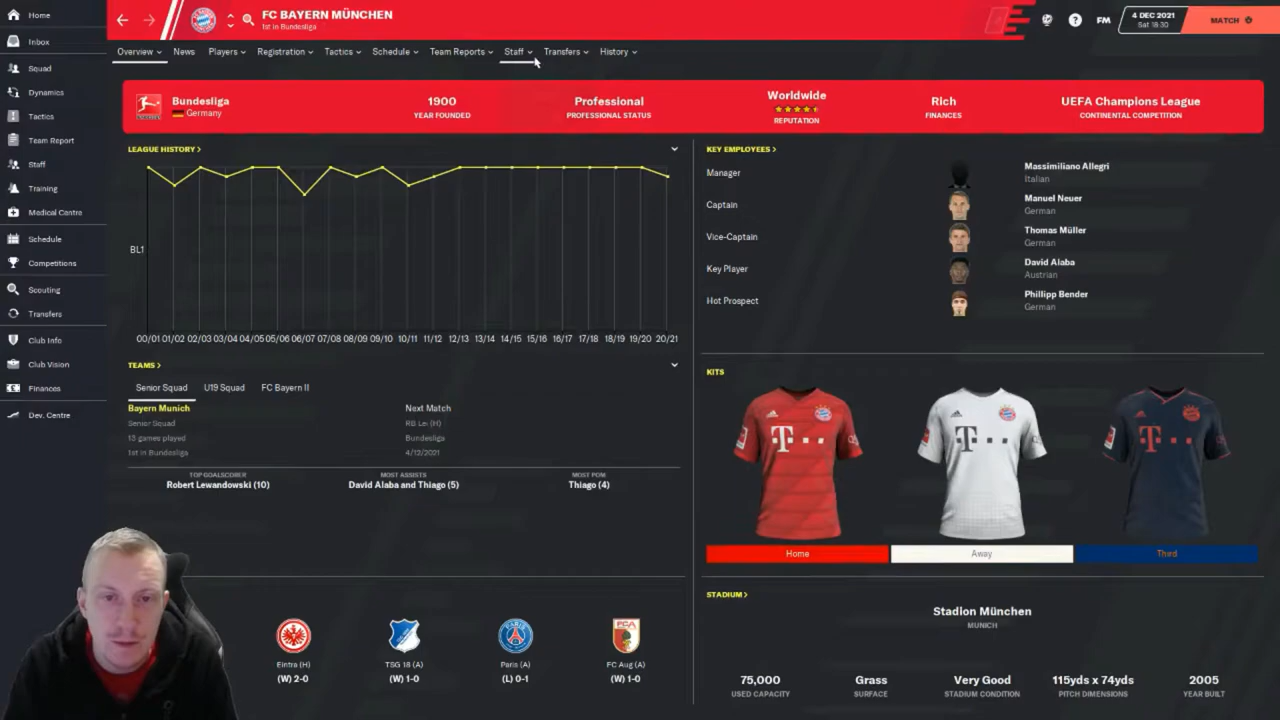 Home
Inbox
Squad
Dynamics
Tactics
Team Report
Staff
Training
Medical Centre
Schedule
Competitions
Scouting
Transfers
Club Info
Club Vision
Finances
Dev. Centre
FC BAYERN MÜNCHEN
1st in Bundesliga
FM
4 DEC 2021
Sat 18:30
MATCH
Overview News Players Registration Tactics Schedule Team Reports Staff Transfers History
Bundesliga
Germany
1900
YEAR FOUNDED
Professional
PROFESSIONAL STATUS
Worldwide
REPUTATION
Rich
FINANCES
UEFA Champions League
CONTINENTAL COMPETITION
LEAGUE HISTORY >
BL1
00/01 01/02 02/03 03/04 04/05 05/06 06/07 07/08 08/09 09/10 10/11 11/12 12/13 13/14 14/15 15/16 16/17 17/18 18/19 19/20 20/21
TEAMS >
Senior Squad U19 Squad FC Bayern II
Bayern Munich
Senior Squad
13 games played
1st in Bundesliga
Next Match
RB Lei (H)
Bundesliga
4/12/2021
TOP GOALSCORER
Robert Lewandowski (10)
MOST ASSISTS
David Alaba and Thiago (5)
MOST POM
Thiago (4)
Eintra (H)
(W) 2-0
TSG 18 (A)
(W) 1-0
Paris (A)
(L) 0-1
FC Aug (A)
(W) 1-0
KEY EMPLOYEES >
Manager
Massimiliano Allegri
Italian
Captain
Manuel Neuer
German
Vice-Captain
Thomas Müller
German
Key Player
David Alaba
Austrian
Hot Prospect
Phillipp Bender
German
KITS
Home
Away
Third
STADIUM >
Stadion München
MUNICH
75,000
USED CAPACITY
Grass
SURFACE
Very Good
STADIUM CONDITION
115yds x 74yds
PITCH DIMENSIONS
2005
YEAR BUILT